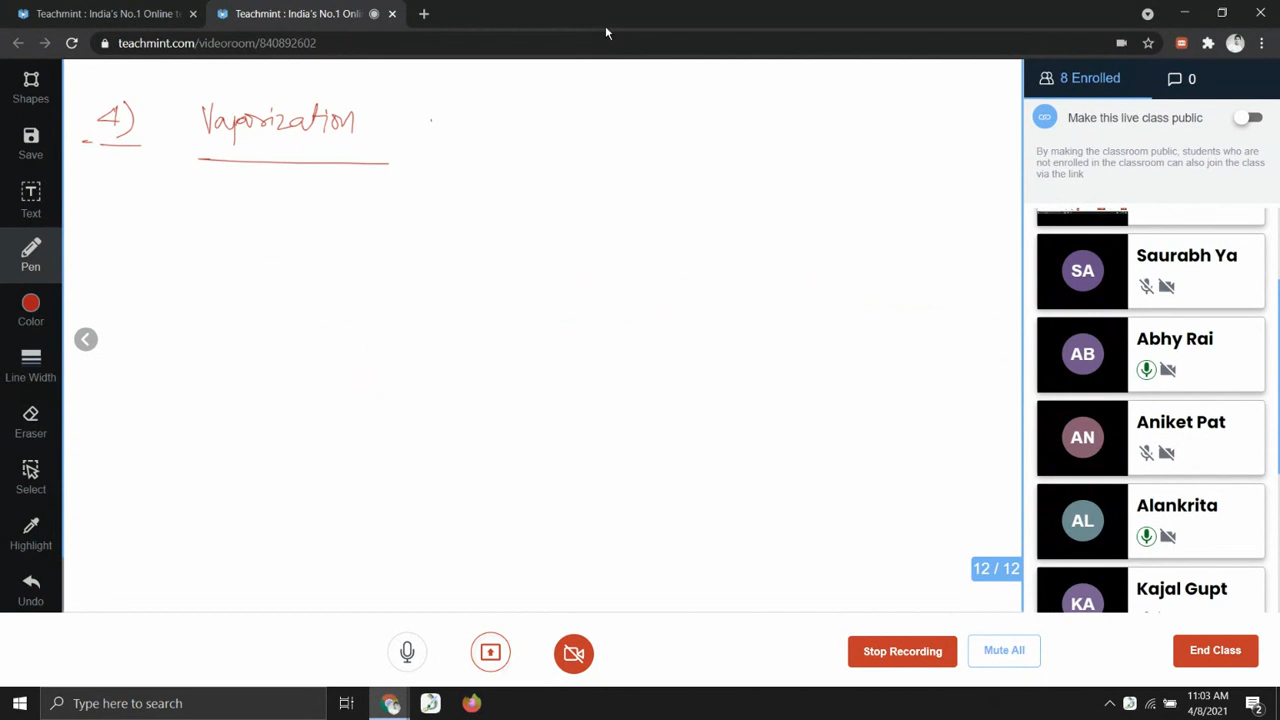 Teachmint : India's No.1 Online te
Teachmint : India's No.1 Onli
teachmint.com/videoroom/840892602
Shapes
Save
Text
Pen
Color
Line Width
Eraser
Select
Highlight
Undo
4) Vaporization
12 / 12
8 Enrolled
0
Make this live class public
By making the classroom public, students who are
not enrolled in the classroom can also join the class
via the link
SA Saurabh Ya
AB Abhy Rai
AN Aniket Pat
AL Alankrita
KA Kajal Gupt
Stop Recording
Mute All
End Class
Type here to search
11:03 AM
4/8/2021
2